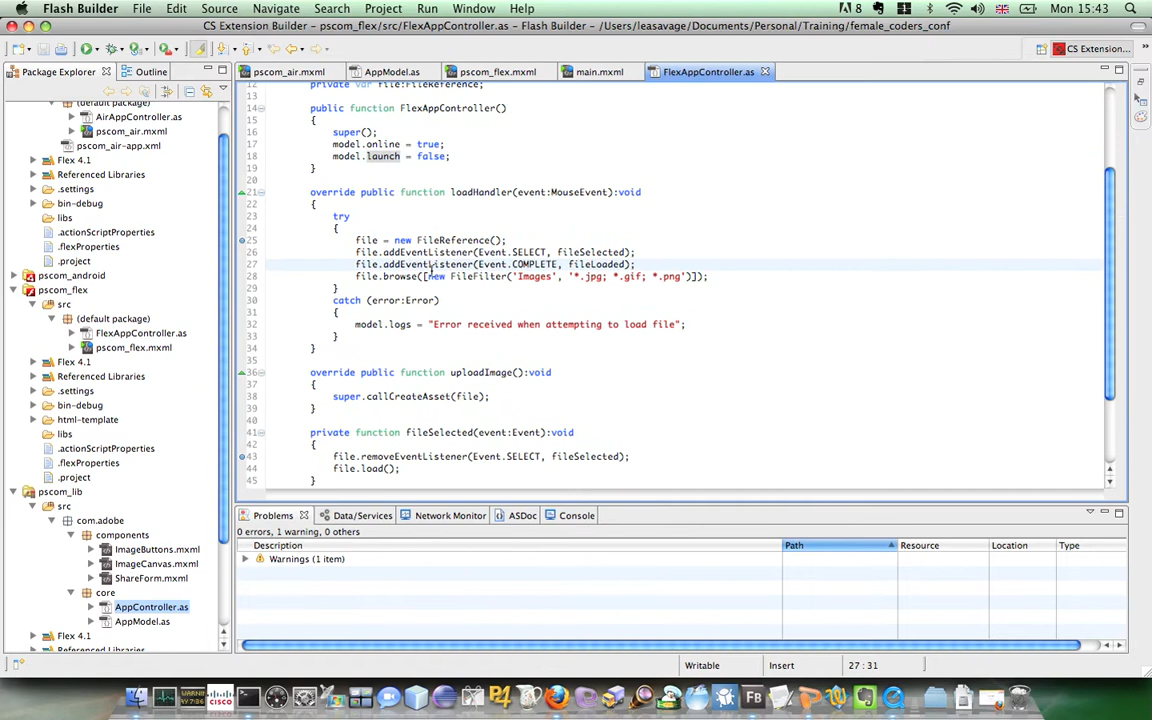 Flash Builder File Edit Source Navigate Search Project Run Window Help 8 Mon 15:43
CS Extension Builder - pscom_flex/src/FlexAppController.as - Flash Builder - /Users/leasavage/Documents/Personal/Training/female_coders_conf
CS Extension...
Package Explorer Outline
pscom_air.mxml AppModel.as pscom_flex.mxml main.mxml FlexAppController.as
(default package)
AirAppController.as
pscom_air.mxml
pscom_air-app.xml
Flex 4.1
Referenced Libraries
.settings
bin-debug
libs
.actionScriptProperties
.flexProperties
.project
pscom_android
pscom_flex
src
(default package)
FlexAppController.as
pscom_flex.mxml
Flex 4.1
Referenced Libraries
.settings
bin-debug
html-template
libs
.actionScriptProperties
.flexProperties
.project
pscom_lib
src
com.adobe
components
ImageButtons.mxml
ImageCanvas.mxml
ShareForm.mxml
core
AppController.as
AppModel.as
Flex 4.1
Referenced Libraries
12 private var file:FileReference;
13
14 public function FlexAppController()
15 {
16 super();
17 model.online = true;
18 model.launch = false;
19 }
20
21 override public function loadHandler(event:MouseEvent):void
22 {
23 try
24 {
25 file = new FileReference();
26 file.addEventListener(Event.SELECT, fileSelected);
27 file.addEventListener(Event.COMPLETE, fileLoaded);
28 file.browse([new FileFilter('Images', '*.jpg; *.gif; *.png')]);
29 }
30 catch (error:Error)
31 {
32 model.logs = "Error received when attempting to load file";
33 }
34 }
35
36 override public function uploadImage():void
37 {
38 super.callCreateAsset(file);
39 }
40
41 private function fileSelected(event:Event):void
42 {
43 file.removeEventListener(Event.SELECT, fileSelected);
44 file.load();
45 }
Problems Data/Services Network Monitor ASDoc Console
0 errors, 1 warning, 0 others
Description Path Resource Location Type
Warnings (1 item)
Writable Insert 27 : 31